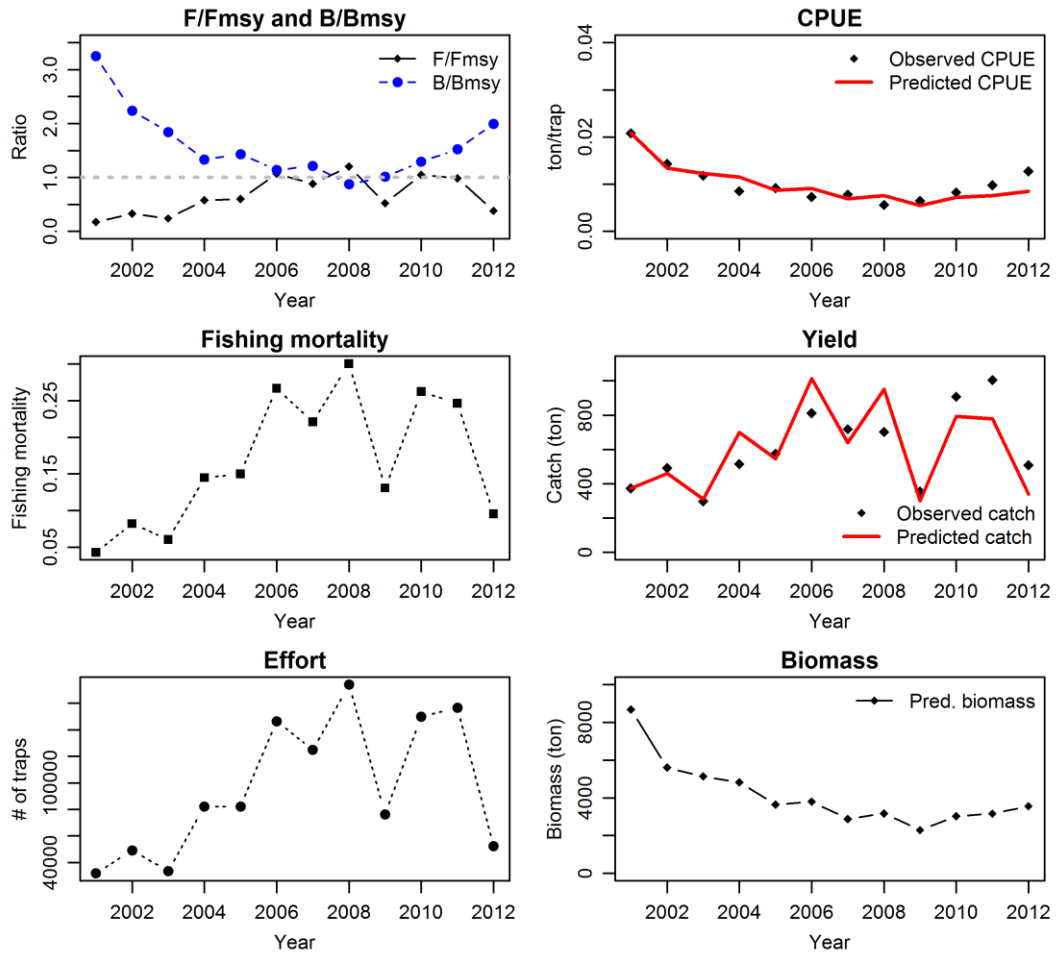 F/Fmsy and B/Bmsy
F/Fmsy
B/Bmsy
Ratio
0.0 1.0 2.0 3.0
2002 2004 2006 2008 2010 2012
Year
CPUE
Observed CPUE
Predicted CPUE
ton/trap
0.00 0.02 0.04
2002 2004 2006 2008 2010 2012
Year
Fishing mortality
Fishing mortality
0.05 0.15 0.25
2002 2004 2006 2008 2010 2012
Year
Yield
Catch (ton)
0 400 800
Observed catch
Predicted catch
2002 2004 2006 2008 2010 2012
Year
Effort
# of traps
40000 100000
2002 2004 2006 2008 2010 2012
Year
Biomass
Pred. biomass
Biomass (ton)
0 4000 8000
2002 2004 2006 2008 2010 2012
Year